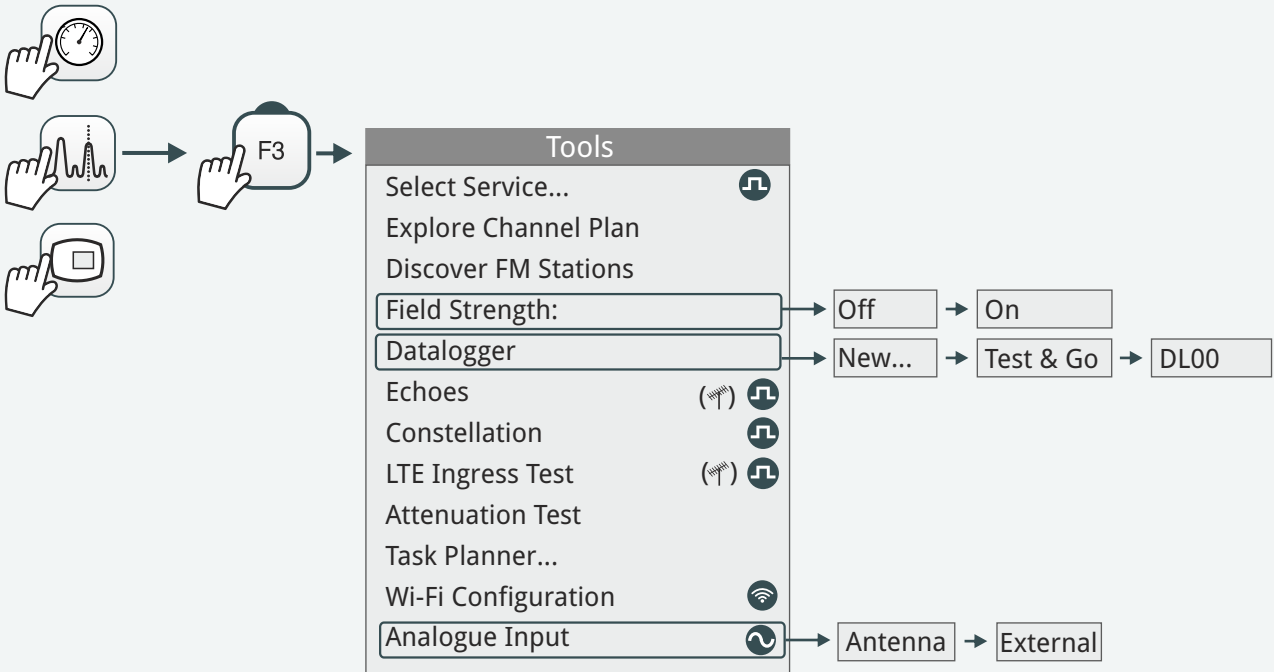 F3
Tools
Select Service...
Explore Channel Plan
Discover FM Stations
Field Strength:
Off
On
Datalogger
New...
Test & Go
DL00
Echoes
Constellation
LTE Ingress Test
Attenuation Test
Task Planner...
Wi-Fi Configuration
Analogue Input
Antenna
External